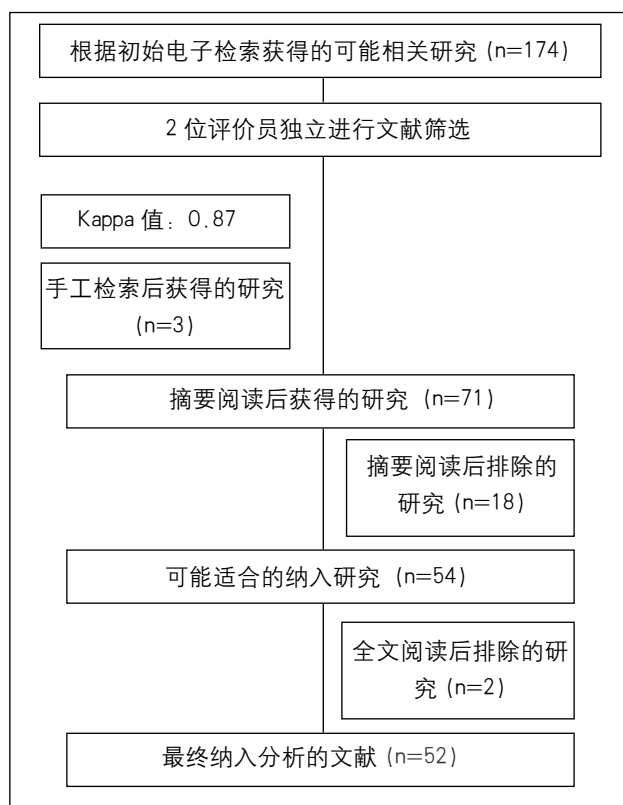 根据初始电子检索获得的可能相关研究 (n=174)
2 位评价员独立进行文献筛选
Kappa 值：0.87
手工检索后获得的研究
(n=3)
摘要阅读后获得的研究 (n=71)
摘要阅读后排除的
研究 (n=18)
可能适合的纳入研究 (n=54)
全文阅读后排除的研
究 (n=2)
最终纳入分析的文献 (n=52)